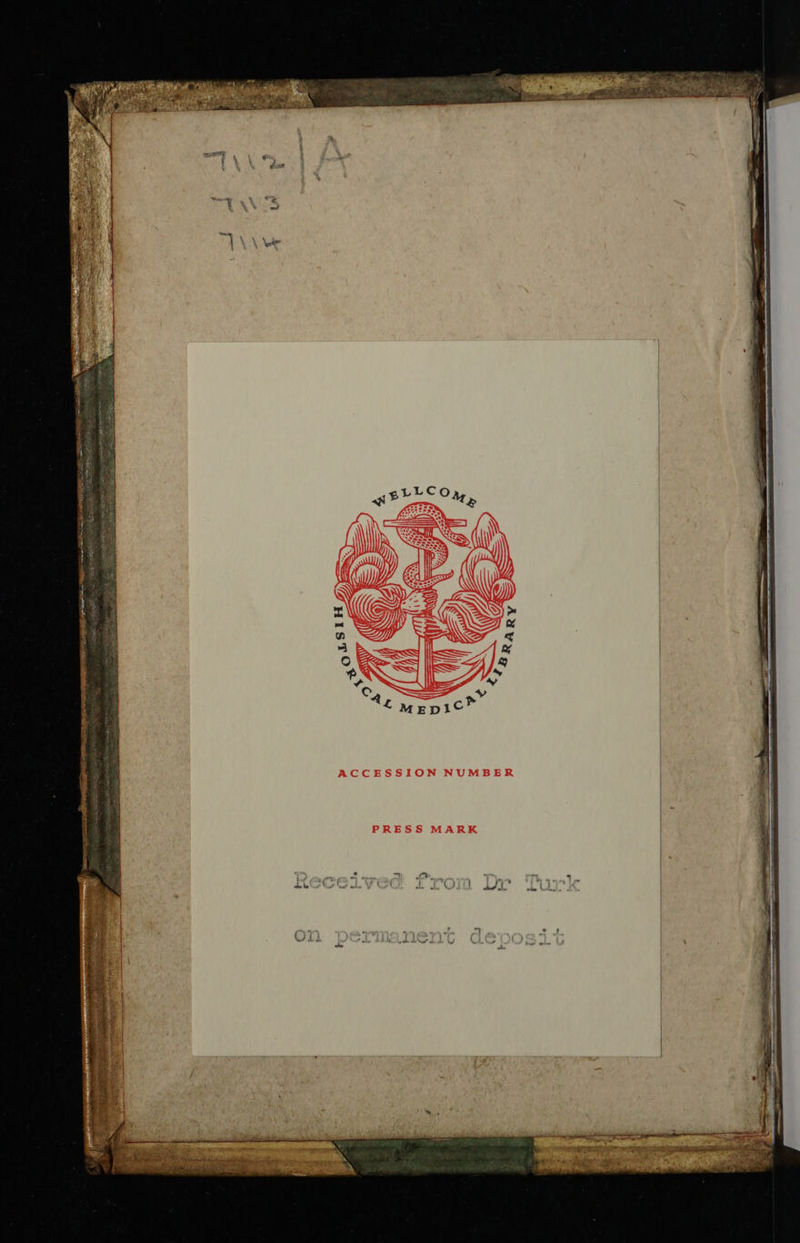 7112 | A
7113
7114
WELLCOME
HISTORICAL MEDICAL LIBRARY
ACCESSION NUMBER
PRESS MARK
Received from Dr Turk
on permanent deposit